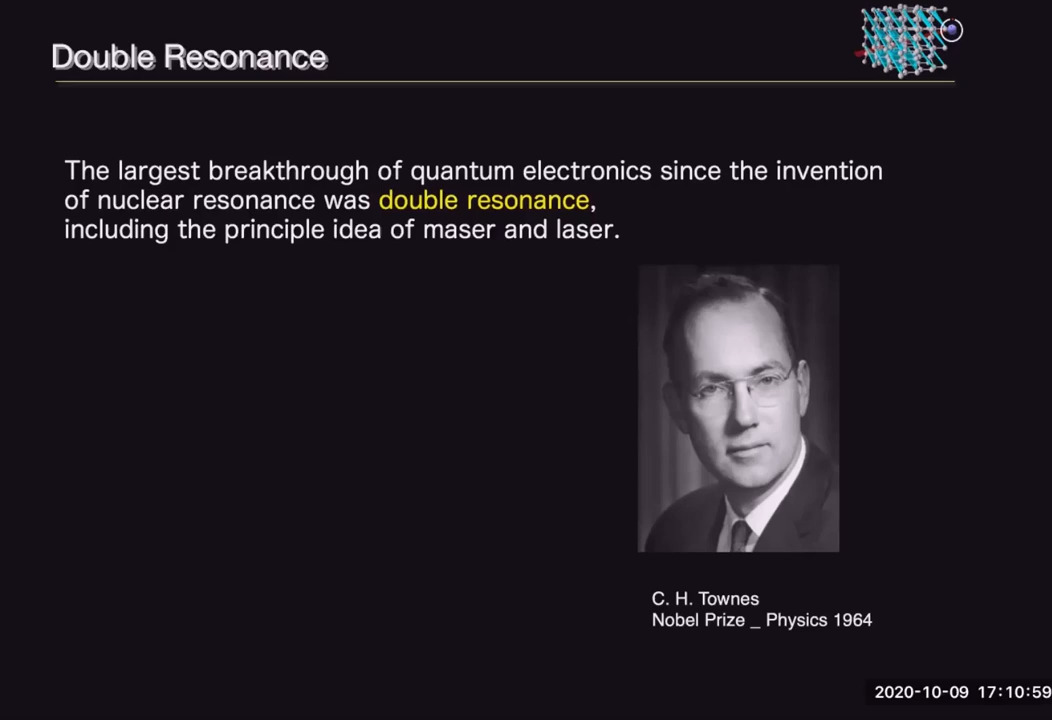 Double Resonance
The largest breakthrough of quantum electronics since the invention
of nuclear resonance was double resonance,
including the principle idea of maser and laser.
C. H. Townes
Nobel Prize _ Physics 1964
2020-10-09 17:10:59